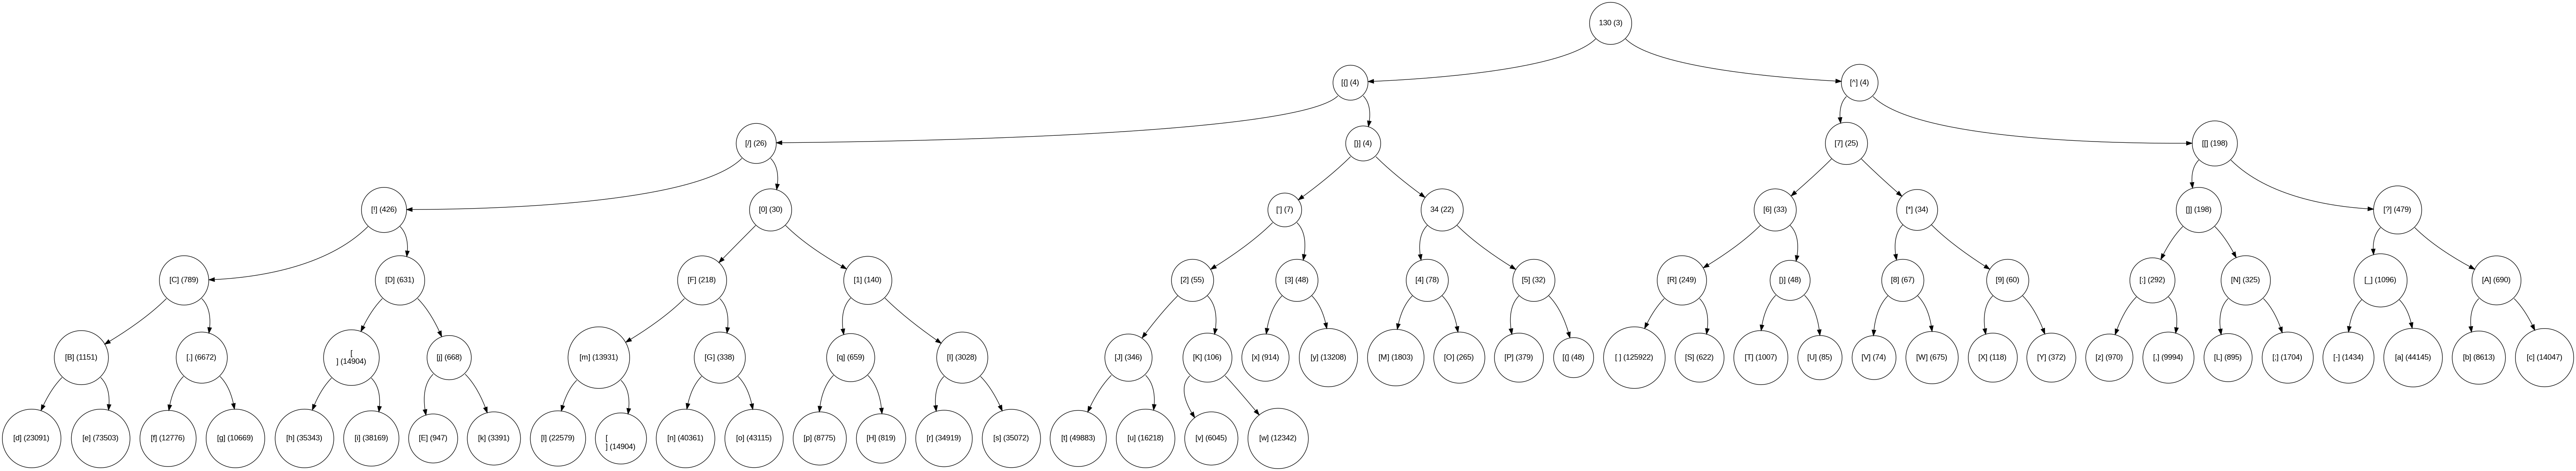 130 (3)
[{] (4)
[^] (4)
[/] (26)
[}] (4)
[7] (25)
[[] (198)
[!] (426)
[0] (30)
['] (7)
34 (22)
[6] (33)
[*] (34)
[]] (198)
[?] (479)
[C] (789)
[D] (631)
[F] (218)
[1] (140)
[2] (55)
[3] (48)
[4] (78)
[5] (32)
[R] (249)
[)] (48)
[8] (67)
[9] (60)
[:] (292)
[N] (325)
[_] (1096)
[A] (690)
[B] (1151)
[.] (6672)
[
] (14904)
[j] (668)
[m] (13931)
[G] (338)
[q] (659)
[I] (3028)
[J] (346)
[K] (106)
[x] (914)
[y] (13208)
[M] (1803)
[O] (265)
[P] (379)
[(] (48)
[ ] (125922)
[S] (622)
[T] (1007)
[U] (85)
[V] (74)
[W] (675)
[X] (118)
[Y] (372)
[z] (970)
[,] (9994)
[L] (895)
[;] (1704)
[-] (1434)
[a] (44145)
[b] (8613)
[c] (14047)
[d] (23091)
[e] (73503)
[f] (12776)
[g] (10669)
[h] (35343)
[i] (38169)
[E] (947)
[k] (3391)
[l] (22579)
[
] (14904)
[n] (40361)
[o] (43115)
[p] (8775)
[H] (819)
[r] (34919)
[s] (35072)
[t] (49883)
[u] (16218)
[v] (6045)
[w] (12342)